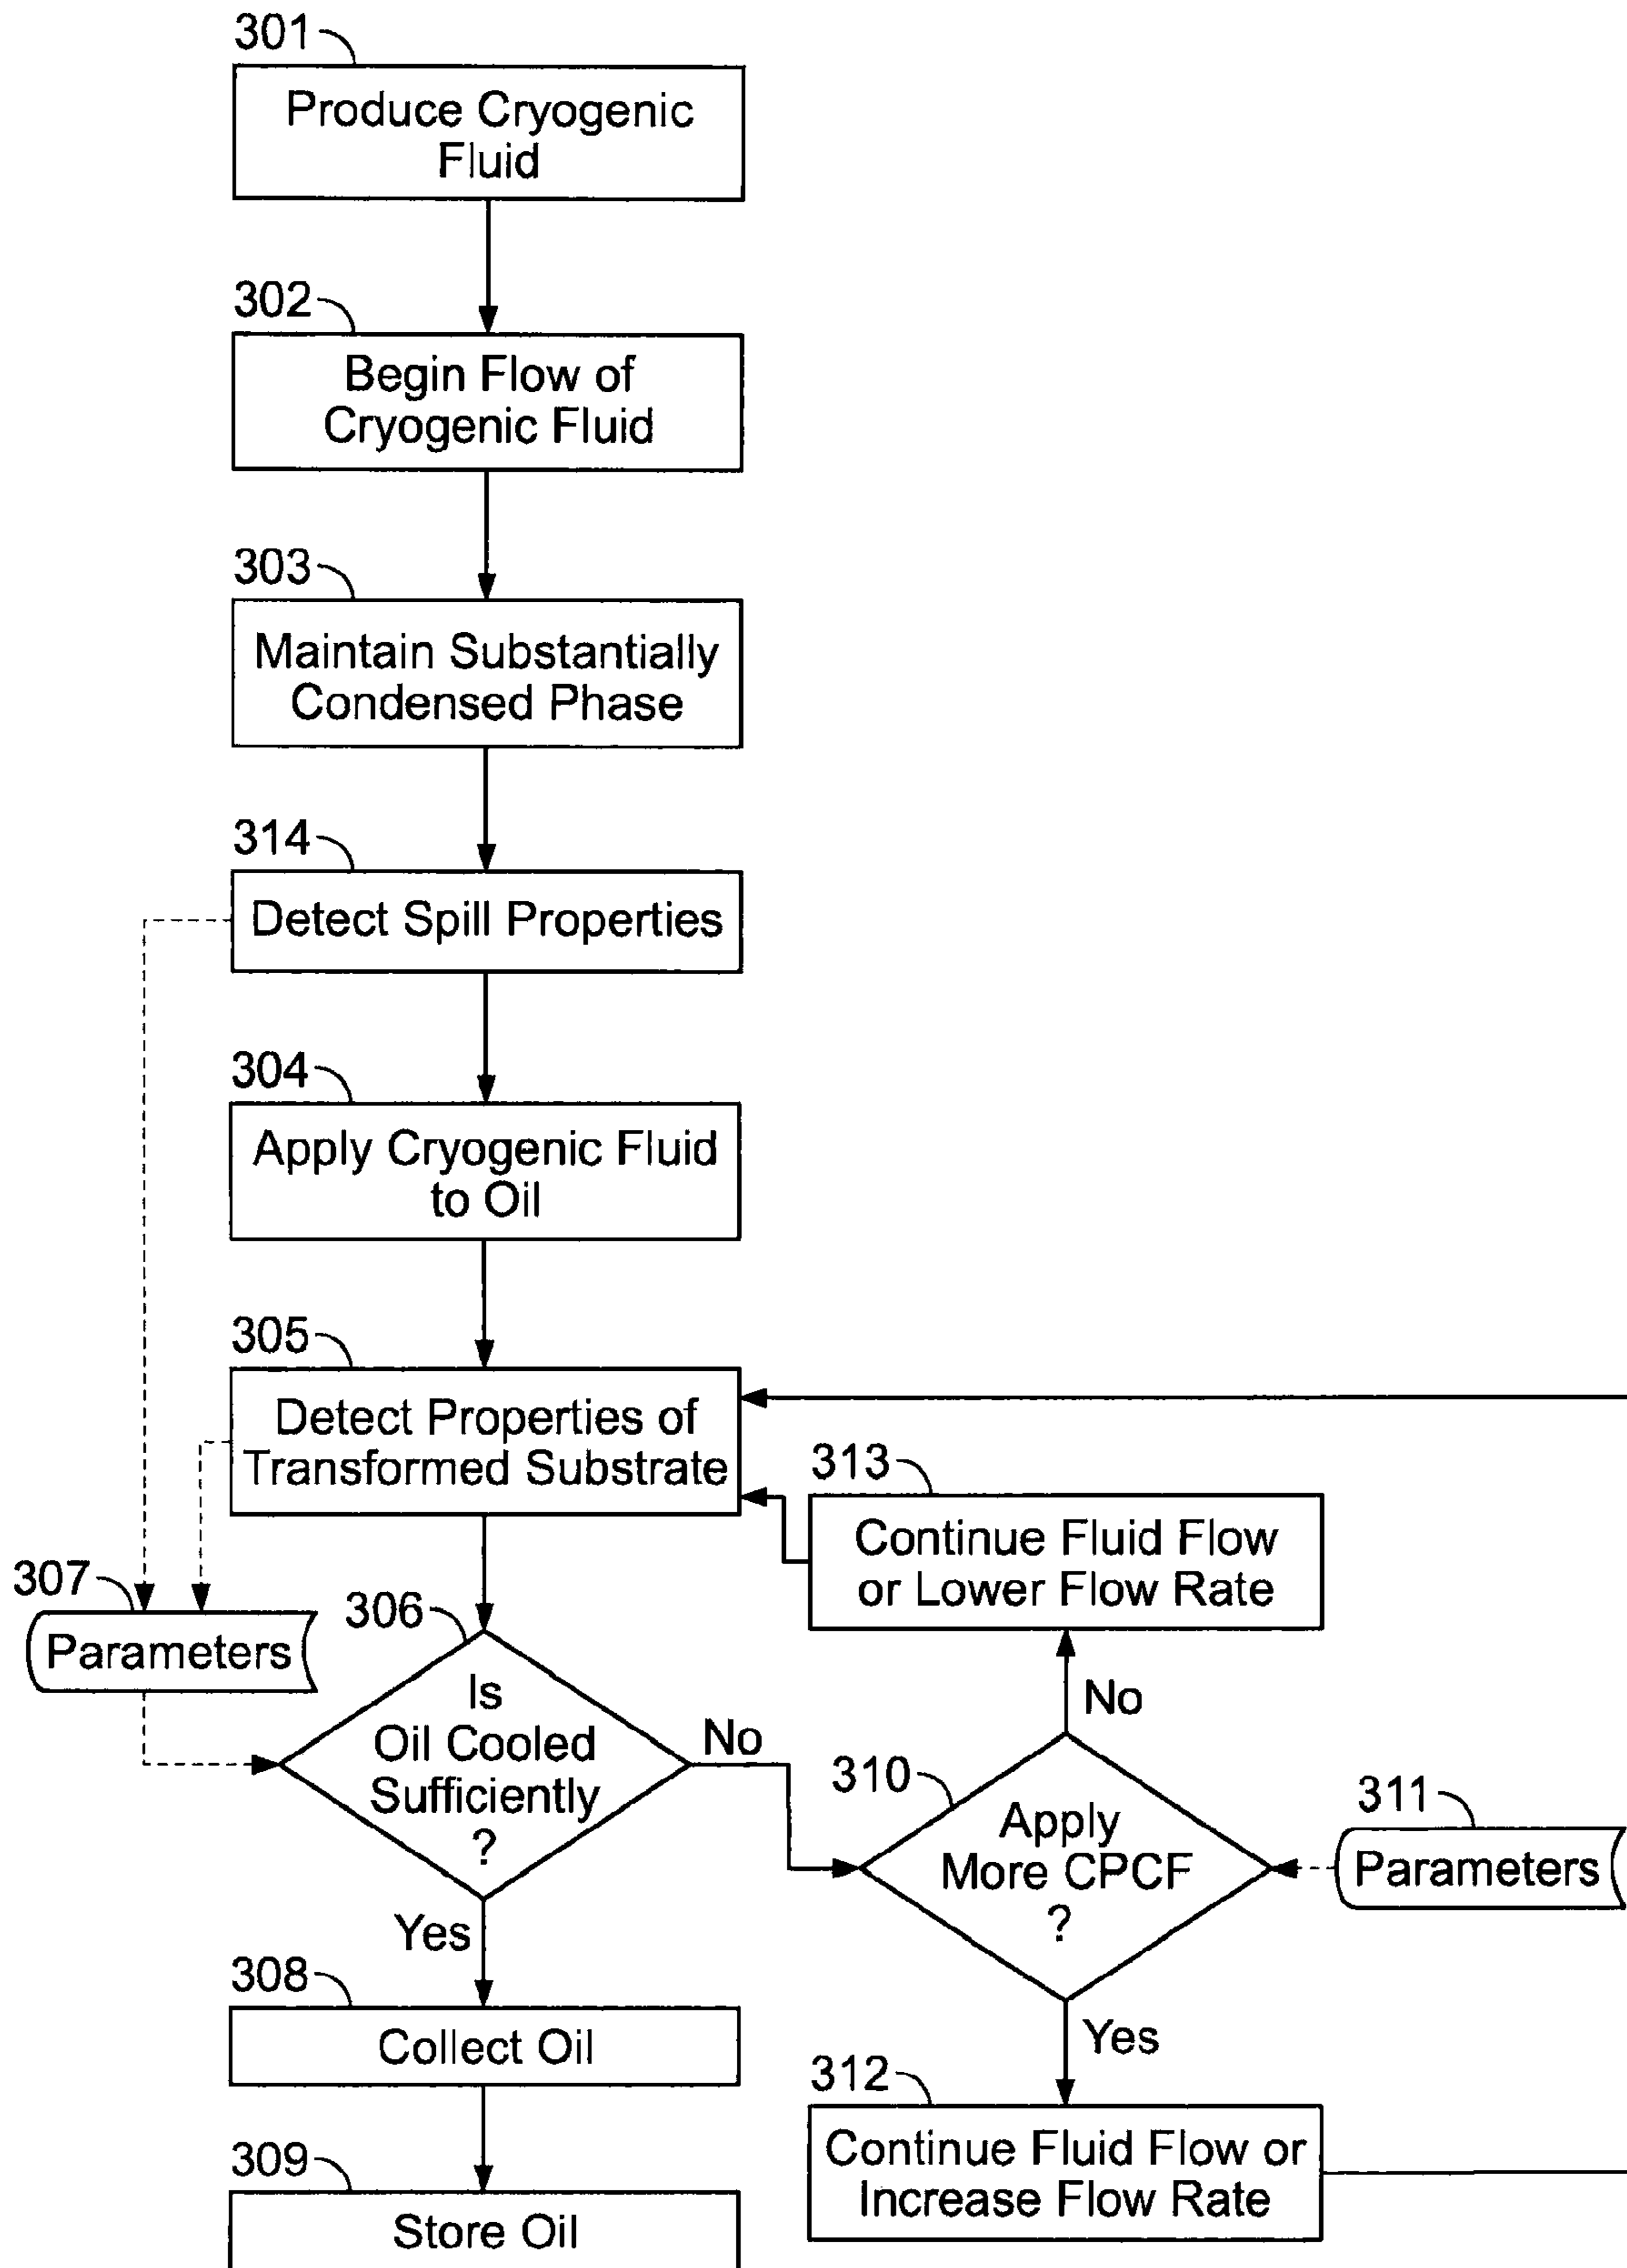 301
Produce Cryogenic
Fluid
302
Begin Flow of
Cryogenic Fluid
303
Maintain Substantially
Condensed Phase
314
Detect Spill Properties
304
Apply Cryogenic Fluid
to Oil
305
Detect Properties of
Transformed Substrate
313
Continue Fluid Flow
or Lower Flow Rate
307
Parameters
306
Is
Oil Cooled
Sufficiently
?
No
No
310
Apply
More CPCF
?
311
Parameters
Yes
308
Collect Oil
Yes
312
Continue Fluid Flow or
Increase Flow Rate
309
Store Oil